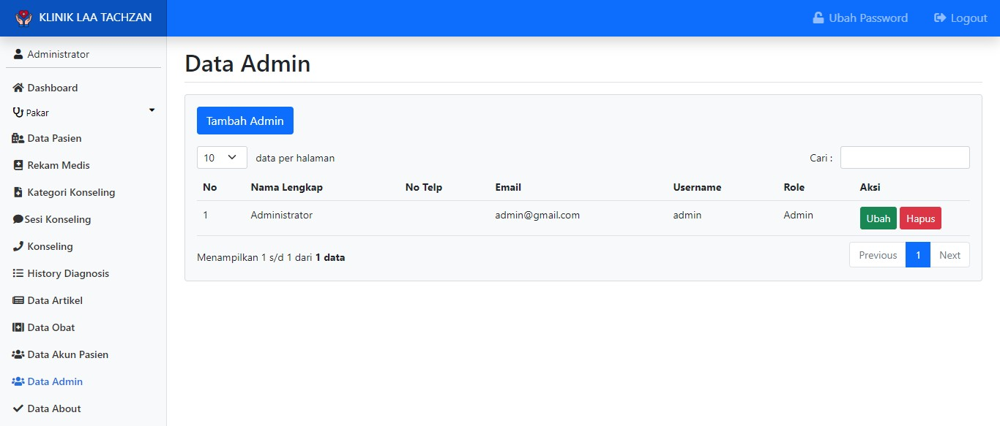 KLINIK LAA TACHZAN
Ubah Password
Logout
Administrator
Dashboard
Pakar
Data Pasien
Rekam Medis
Kategori Konseling
Sesi Konseling
Konseling
History Diagnosis
Data Artikel
Data Obat
Data Akun Pasien
Data Admin
Data About
Data Admin
Tambah Admin
10 data per halaman Cari :
No Nama Lengkap No Telp Email Username Role Aksi
1 Administrator admin@gmail.com admin Admin Ubah Hapus
Menampilkan 1 s/d 1 dari 1 data Previous 1 Next